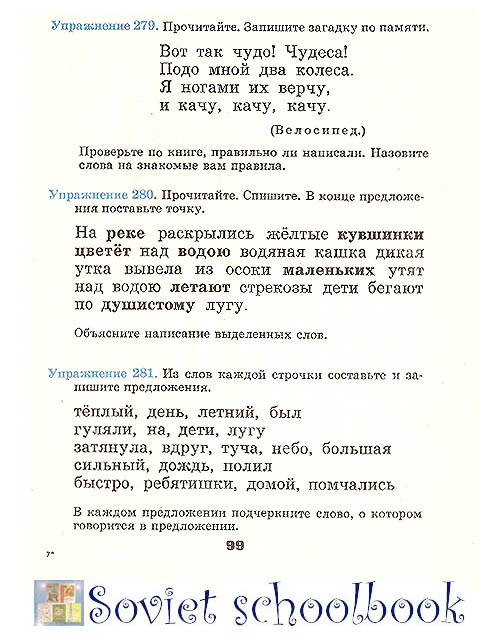 Упражнение 279. Прочитайте. Запишите загадку по памяти.
Вот так чудо! Чудеса!
Подо мной два колеса.
Я ногами их верчу,
и качу, качу, качу.
(Велосипед.)
Проверьте по книге, правильно ли написали. Назовите
слова на знакомые вам правила.
Упражнение 280. Прочитайте. Спишите. В конце предложе-
ния поставьте точку.
На реке раскрылись жёлтые кувшинки
цветёт над водою водяная кашка дикая
утка вывела из осоки маленьких утят
над водою летают стрекозы дети бегают
по душистому лугу.
Объясните написание выделенных слов.
Упражнение 281. Из слов каждой строчки составьте и за-
пишите предложения.
тёплый, день, летний, был
гуляли, на, дети, лугу
затянула, вдруг, туча, небо, большая
сильный, дождь, полил
быстро, ребятишки, домой, помчались
В каждом предложении подчеркните слово, о котором
говорится в предложении.
99
7*
Soviet schoolbook